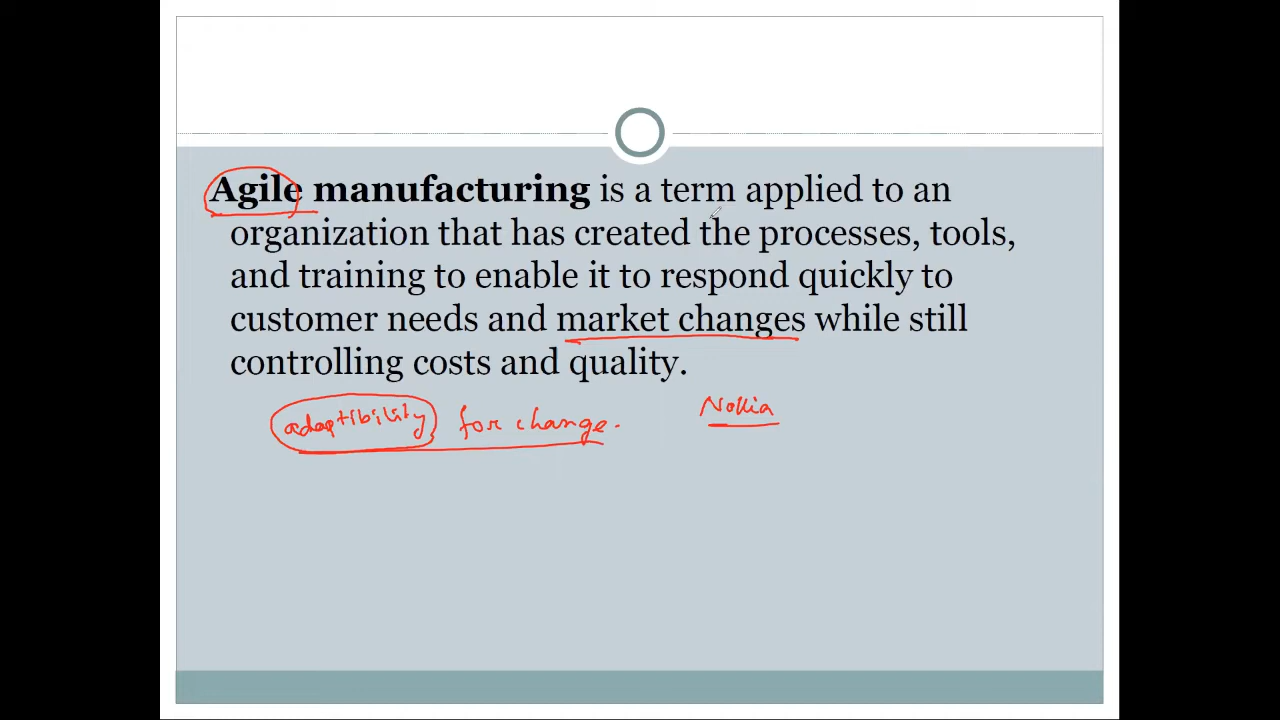 Agile manufacturing is a term applied to an
organization that has created the processes, tools,
and training to enable it to respond quickly to
customer needs and market changes while still
controlling costs and quality.
adaptibility for change.
Nokia